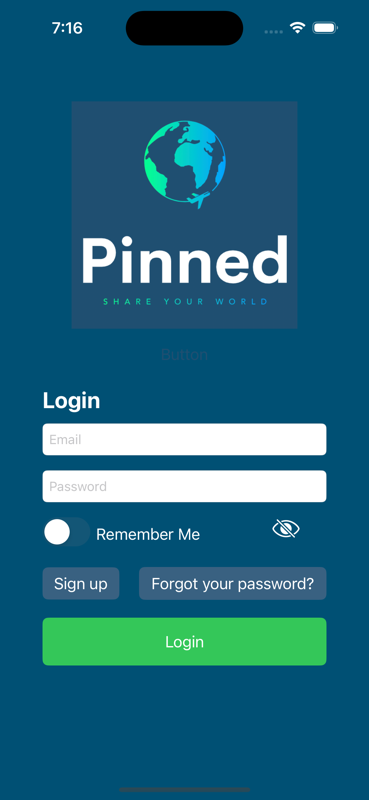 7:16
Pinned
SHARE YOUR WORLD
Button
Login
Email
Password
Remember Me
Sign up Forgot your password?
Login